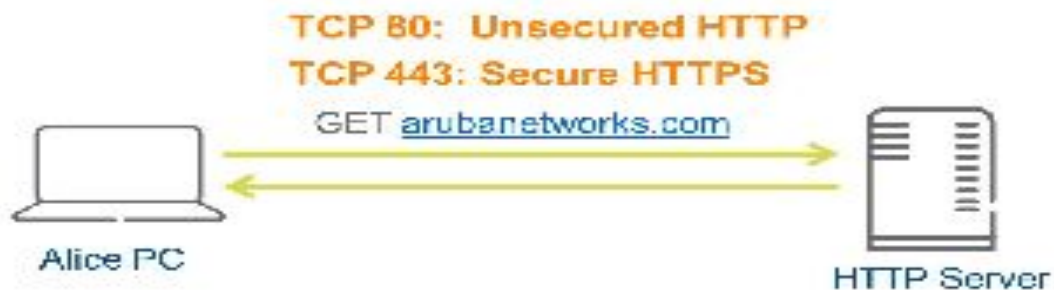 TCP 80: Unsecured HTTP
TCP 443: Secure HTTPS
GET arubanetworks.com
Alice PC
HTTP Server